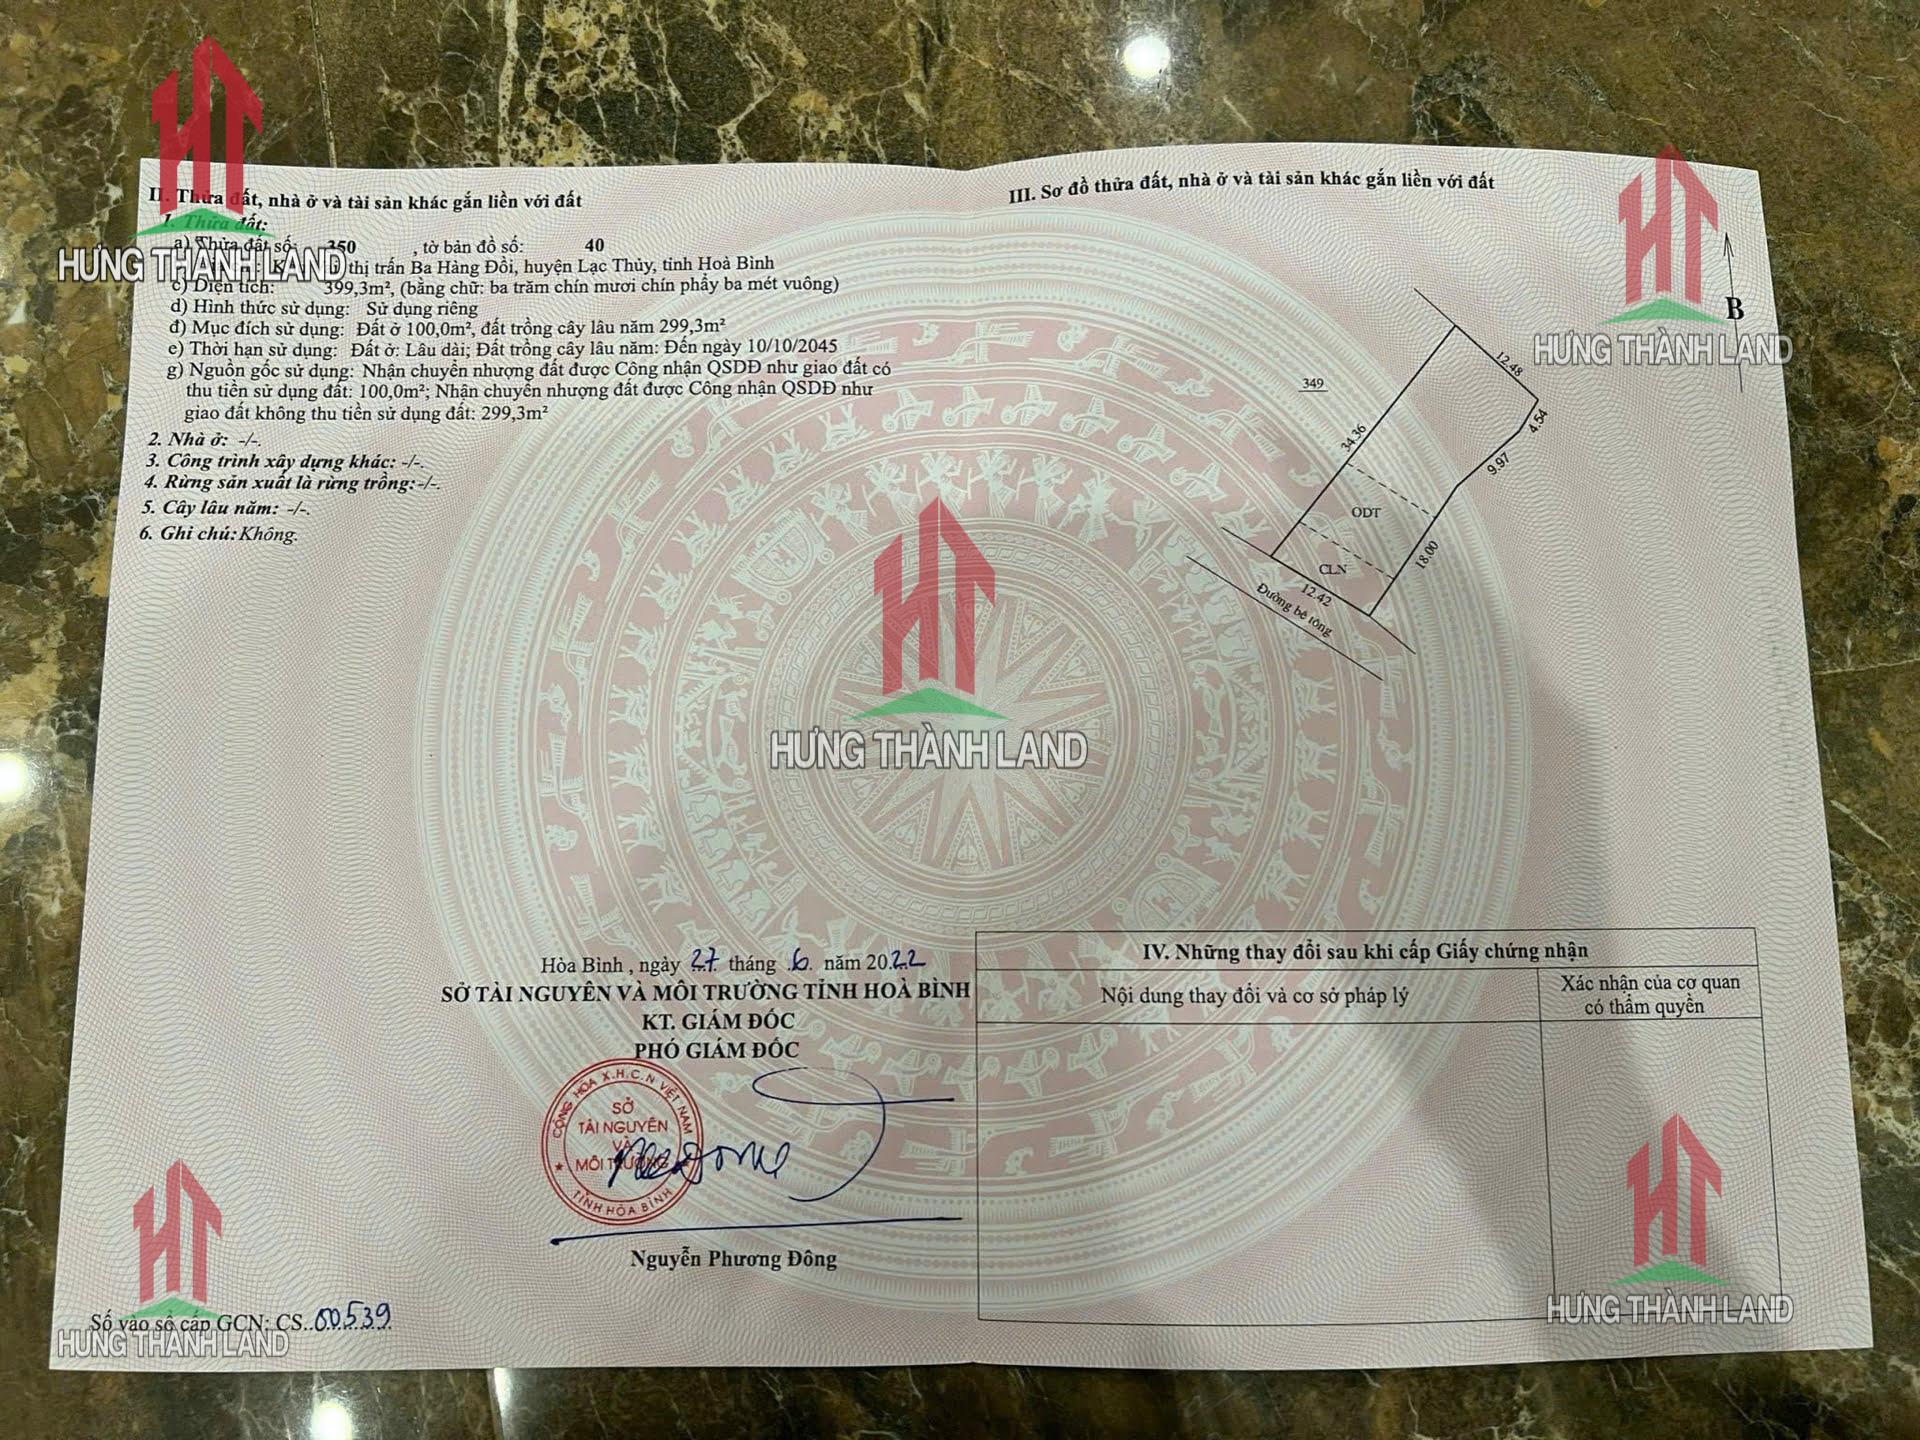 II. Thửa đất, nhà ở và tài sản khác gắn liền với đất
1. Thửa đất:
a) Thửa đất số: 350 , tờ bản đồ số: 40
thị trấn Ba Hàng Đồi, huyện Lạc Thủy, tỉnh Hoà Bình
c) Diện tích: 399,3m², (bằng chữ: ba trăm chín mươi chín phẩy ba mét vuông)
d) Hình thức sử dụng: Sử dụng riêng
đ) Mục đích sử dụng: Đất ở 100,0m², đất trồng cây lâu năm 299,3m²
e) Thời hạn sử dụng: Đất ở: Lâu dài; Đất trồng cây lâu năm: Đến ngày 10/10/2045
g) Nguồn gốc sử dụng: Nhận chuyển nhượng đất được Công nhận QSDĐ như giao đất có
thu tiền sử dụng đất: 100,0m²; Nhận chuyển nhượng đất được Công nhận QSDĐ như
giao đất không thu tiền sử dụng đất: 299,3m²
2. Nhà ở: -/-.
3. Công trình xây dựng khác: -/-.
4. Rừng sản xuất là rừng trồng:-/-.
5. Cây lâu năm: -/-.
6. Ghi chú: Không.
Hòa Bình , ngày 27 tháng 6 năm 2022
SỞ TÀI NGUYÊN VÀ MÔI TRƯỜNG TỈNH HOÀ BÌNH
KT. GIÁM ĐỐC
PHÓ GIÁM ĐỐC
CỘNG HÒA X.H.C.N VIỆT NAM
SỞ
TÀI NGUYÊN
VÀ
MÔI TRƯỜNG
TỈNH HÒA BÌNH
Nguyễn Phương Đông
Số vào sổ cấp GCN: CS..00539
III. Sơ đồ thửa đất, nhà ở và tài sản khác gắn liền với đất
B
349
12.48
4.54
9.97
34.36
ODT
18.00
CLN
12.42
Đường bê tông
IV. Những thay đổi sau khi cấp Giấy chứng nhận
Nội dung thay đổi và cơ sở pháp lý
Xác nhận của cơ quan
có thẩm quyền
HƯNG THÀNH LAND
HƯNG THÀNH LAND
HƯNG THÀNH LAND
HƯNG THÀNH LAND
HƯNG THÀNH LAND